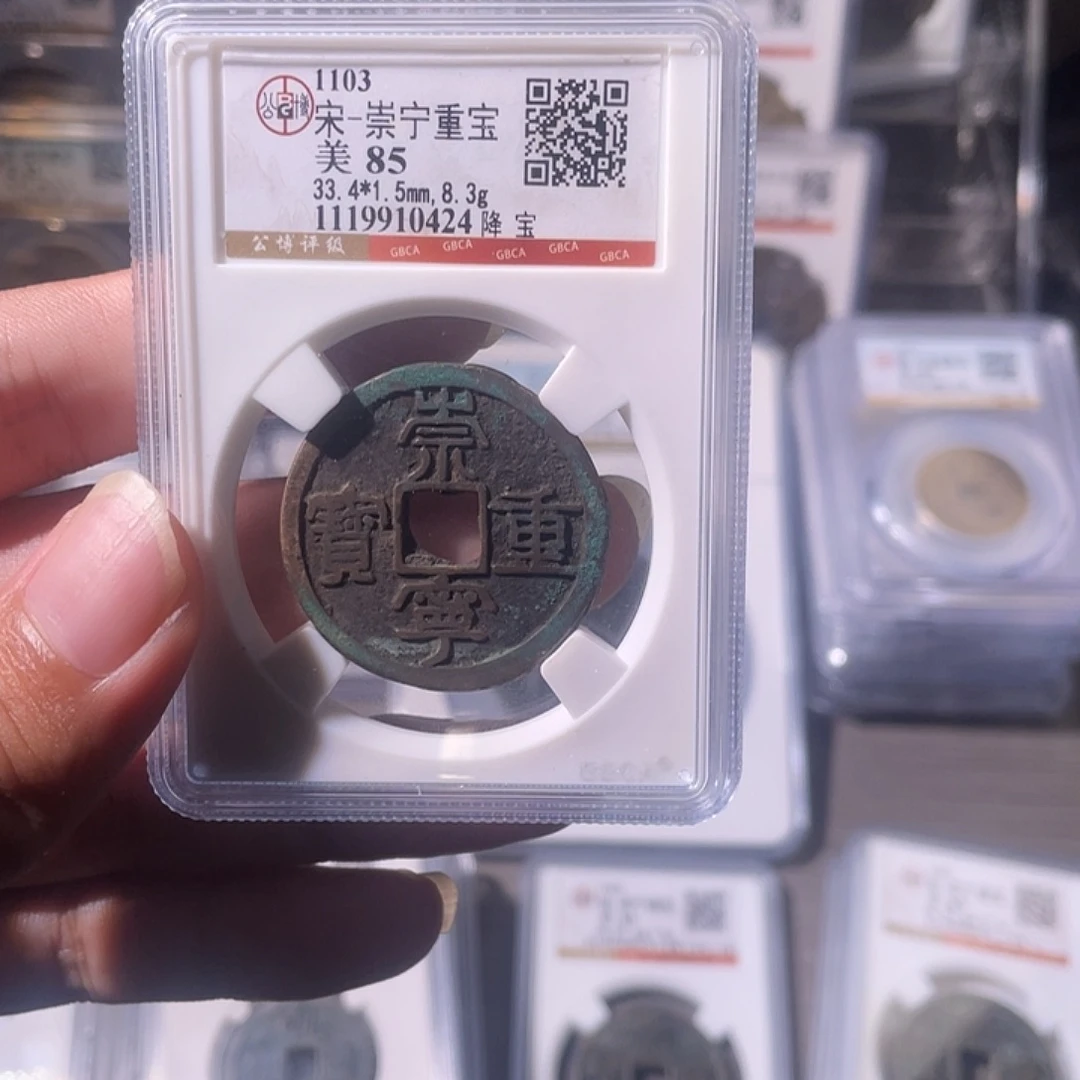 1103
宋-崇宁重宝
美 85
33.4*1.5mm,8.3g
1119910424 降 宝
公博评级 GBCA GBCA GBCA GBCA GBCA
崇
寶 重
寧